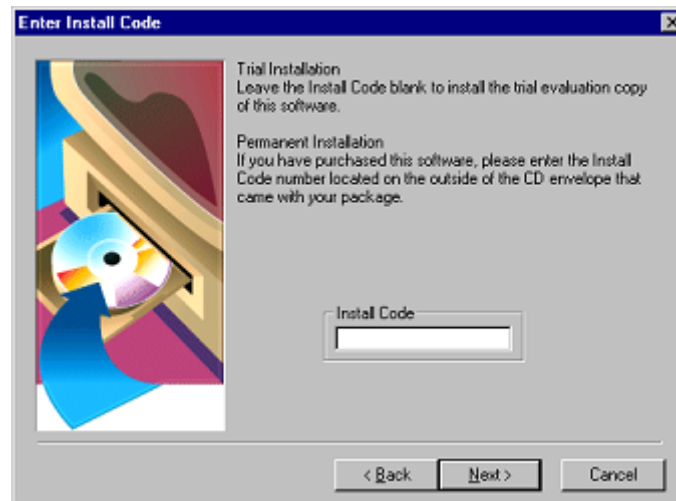 Enter Install Code
Trial Installation
Leave the Install Code blank to install the trial evaluation copy
of this software.
Permanent Installation
If you have purchased this software, please enter the Install
Code number located on the outside of the CD envelope that
came with your package.
Install Code
< Back
Next >
Cancel